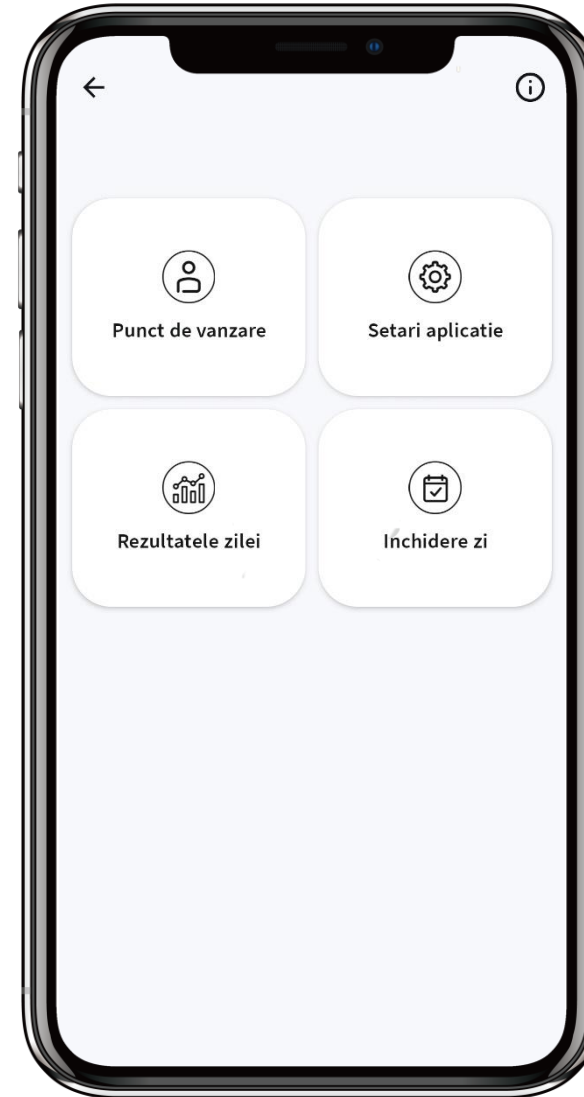 Punct de vanzare
Setari aplicatie
Rezultatele zilei
Inchidere zi